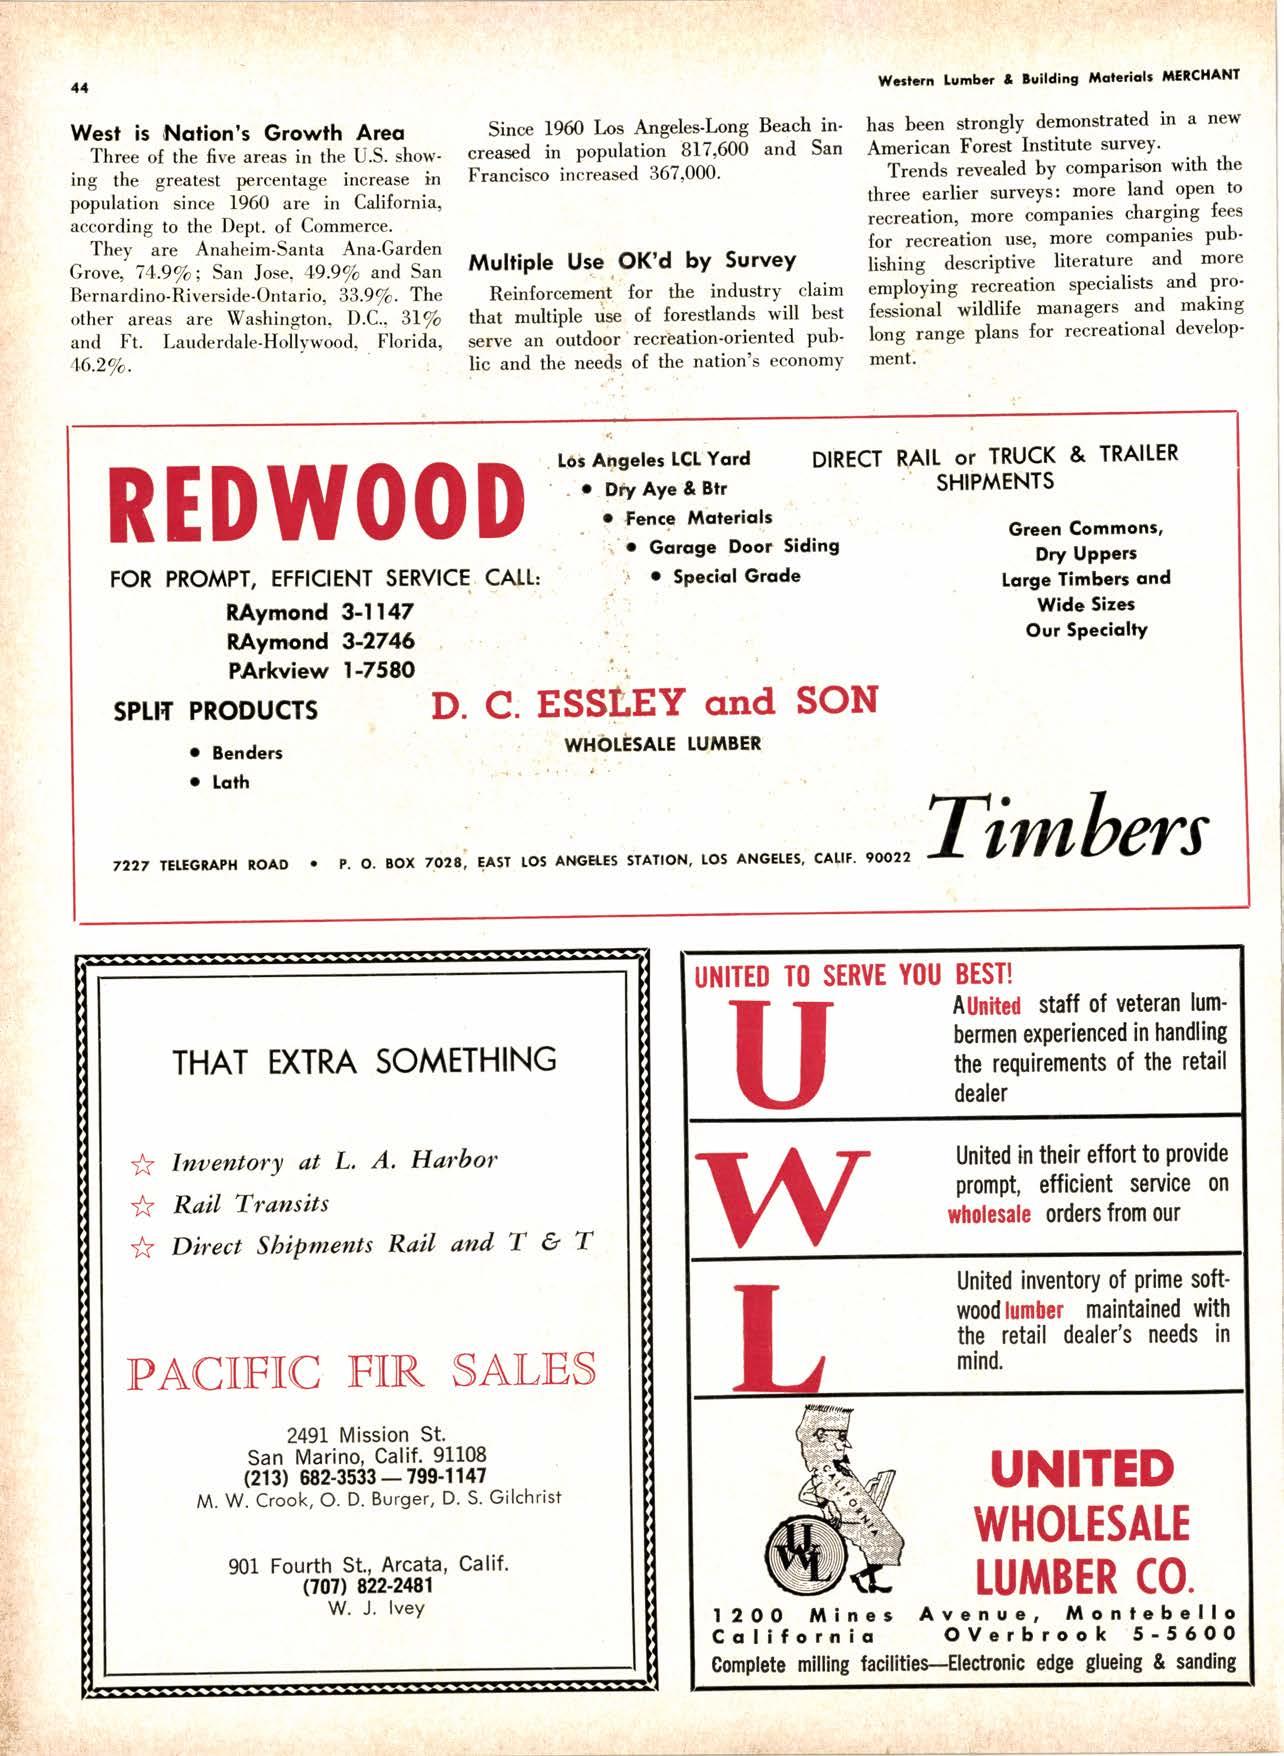 44
Western Lumber & Building Materials MERCHANT
West is Nation's Growth Area
Three of the five areas in the U.S. show-
ing the greatest percentage increase in
population since 1960 are in California,
according to the Dept. of Commerce.
They are Anaheim-Santa Ana-Garden
Grove, 74.9%; San Jose, 49.9% and San
Bernardino-Riverside-Ontario, 33.9%. The
other areas are Washington, D.C., 31%
and Ft. Lauderdale-Hollywood, Florida,
46.2%.
Since 1960 Los Angeles-Long Beach in-
creased in population 817,600 and San
Francisco increased 367,000.
Multiple Use OK'd by Survey
Reinforcement for the industry claim
that multiple use of forestlands will best
serve an outdoor recreation-oriented pub-
lic and the needs of the nation's economy
has been strongly demonstrated in a new
American Forest Institute survey.
Trends revealed by comparison with the
three earlier surveys: more land open to
recreation, more companies charging fees
for recreation use, more companies pub-
lishing descriptive literature and more
employing recreation specialists and pro-
fessional wildlife managers and making
long range plans for recreational develop-
ment.
REDWOOD
FOR PROMPT, EFFICIENT SERVICE CALL:
RAymond 3-1147
RAymond 3-2746
PArkview 1-7580
SPLIT PRODUCTS
• Benders
• Lath
Los Angeles LCL Yard
• Dry Aye & Btr
• Fence Materials
• Garage Door Siding
• Special Grade
DIRECT RAIL or TRUCK & TRAILER
SHIPMENTS
Green Commons,
Dry Uppers
Large Timbers and
Wide Sizes
Our Specialty
D. C. ESSLEY and SON
WHOLESALE LUMBER
Timbers
7227 TELEGRAPH ROAD • P. O. BOX 7028, EAST LOS ANGELES STATION, LOS ANGELES, CALIF. 90022
THAT EXTRA SOMETHING
☆ Inventory at L. A. Harbor
☆ Rail Transits
☆ Direct Shipments Rail and T & T
PACIFIC FIR SALES
2491 Mission St.
San Marino, Calif. 91108
(213) 682-3533 — 799-1147
M. W. Crook, O. D. Burger, D. S. Gilchrist
901 Fourth St., Arcata, Calif.
(707) 822-2481
W. J. Ivey
UNITED TO SERVE YOU BEST!
U
A United staff of veteran lum-
bermen experienced in handling
the requirements of the retail
dealer
W
United in their effort to provide
prompt, efficient service on
wholesale orders from our
L
United inventory of prime soft-
wood lumber maintained with
the retail dealer's needs in
mind.
CALIFORNIA
UWL
UNITED
WHOLESALE
LUMBER CO.
1200 Mines Avenue, Montebello
California OVerbrook 5-5600
Complete milling facilities—Electronic edge glueing & sanding